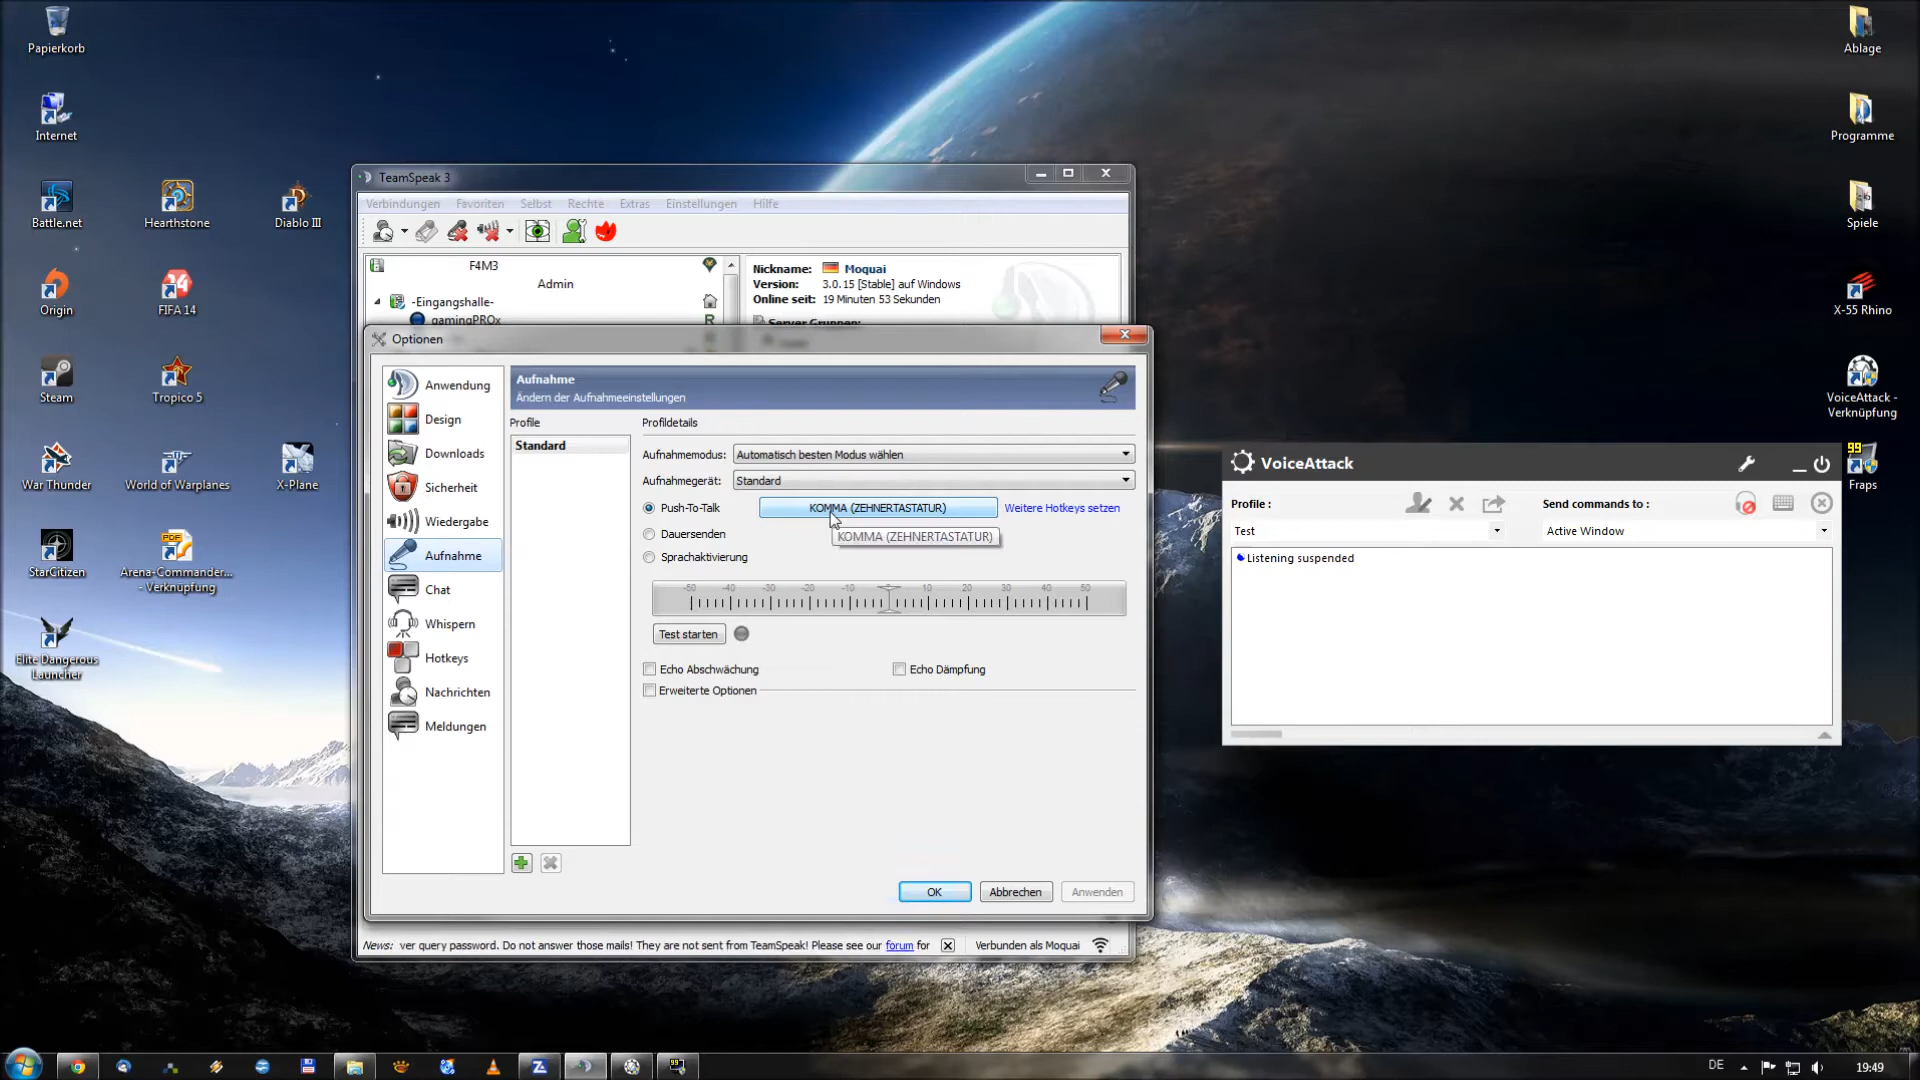 Papierkorb
Internet
Battle.net
Hearthstone
Diablo III
Origin
14
FIFA 14
Steam
Tropico 5
War Thunder
World of Warplanes
X-Plane
StarCitizen
PDF
Arena-Commander...
- Verknüpfung
Elite Dangerous
Launcher
Ablage
Programme
Spiele
X-55 Rhino
VoiceAttack -
Verknüpfung
99
Fraps
TeamSpeak 3
Verbindungen
Favoriten
Selbst
Rechte
Extras
Einstellungen
Hilfe
F4M3
Admin
-Eingangshalle-
gamingPROx
R
Nickname: Moquai
Version: 3.0.15 [Stable] auf Windows
Online seit: 19 Minuten 53 Sekunden
Server Gruppen:
Optionen
Anwendung
Design
Downloads
Sicherheit
Wiedergabe
Aufnahme
Chat
Whispern
Hotkeys
Nachrichten
Meldungen
Aufnahme
Ändern der Aufnahmeeinstellungen
Profile
Standard
Profildetails
Aufnahmemodus: Automatisch besten Modus wählen
Aufnahmegerät: Standard
Push-To-Talk KOMMA (ZEHNERTASTATUR) Weitere Hotkeys setzen
KOMMA (ZEHNERTASTATUR)
Dauersenden
Sprachaktivierung
-50 -40 -30 -20 -10 0 10 20 30 40 50
Test starten
Echo Abschwächung
Echo Dämpfung
Erweiterte Optionen
OK
Abbrechen
Anwenden
News: ver query password. Do not answer those mails! They are not sent from TeamSpeak! Please see our forum for
Verbunden als Moquai
VoiceAttack
Profile :
Send commands to :
Test
Active Window
Listening suspended
99
DE
19:49